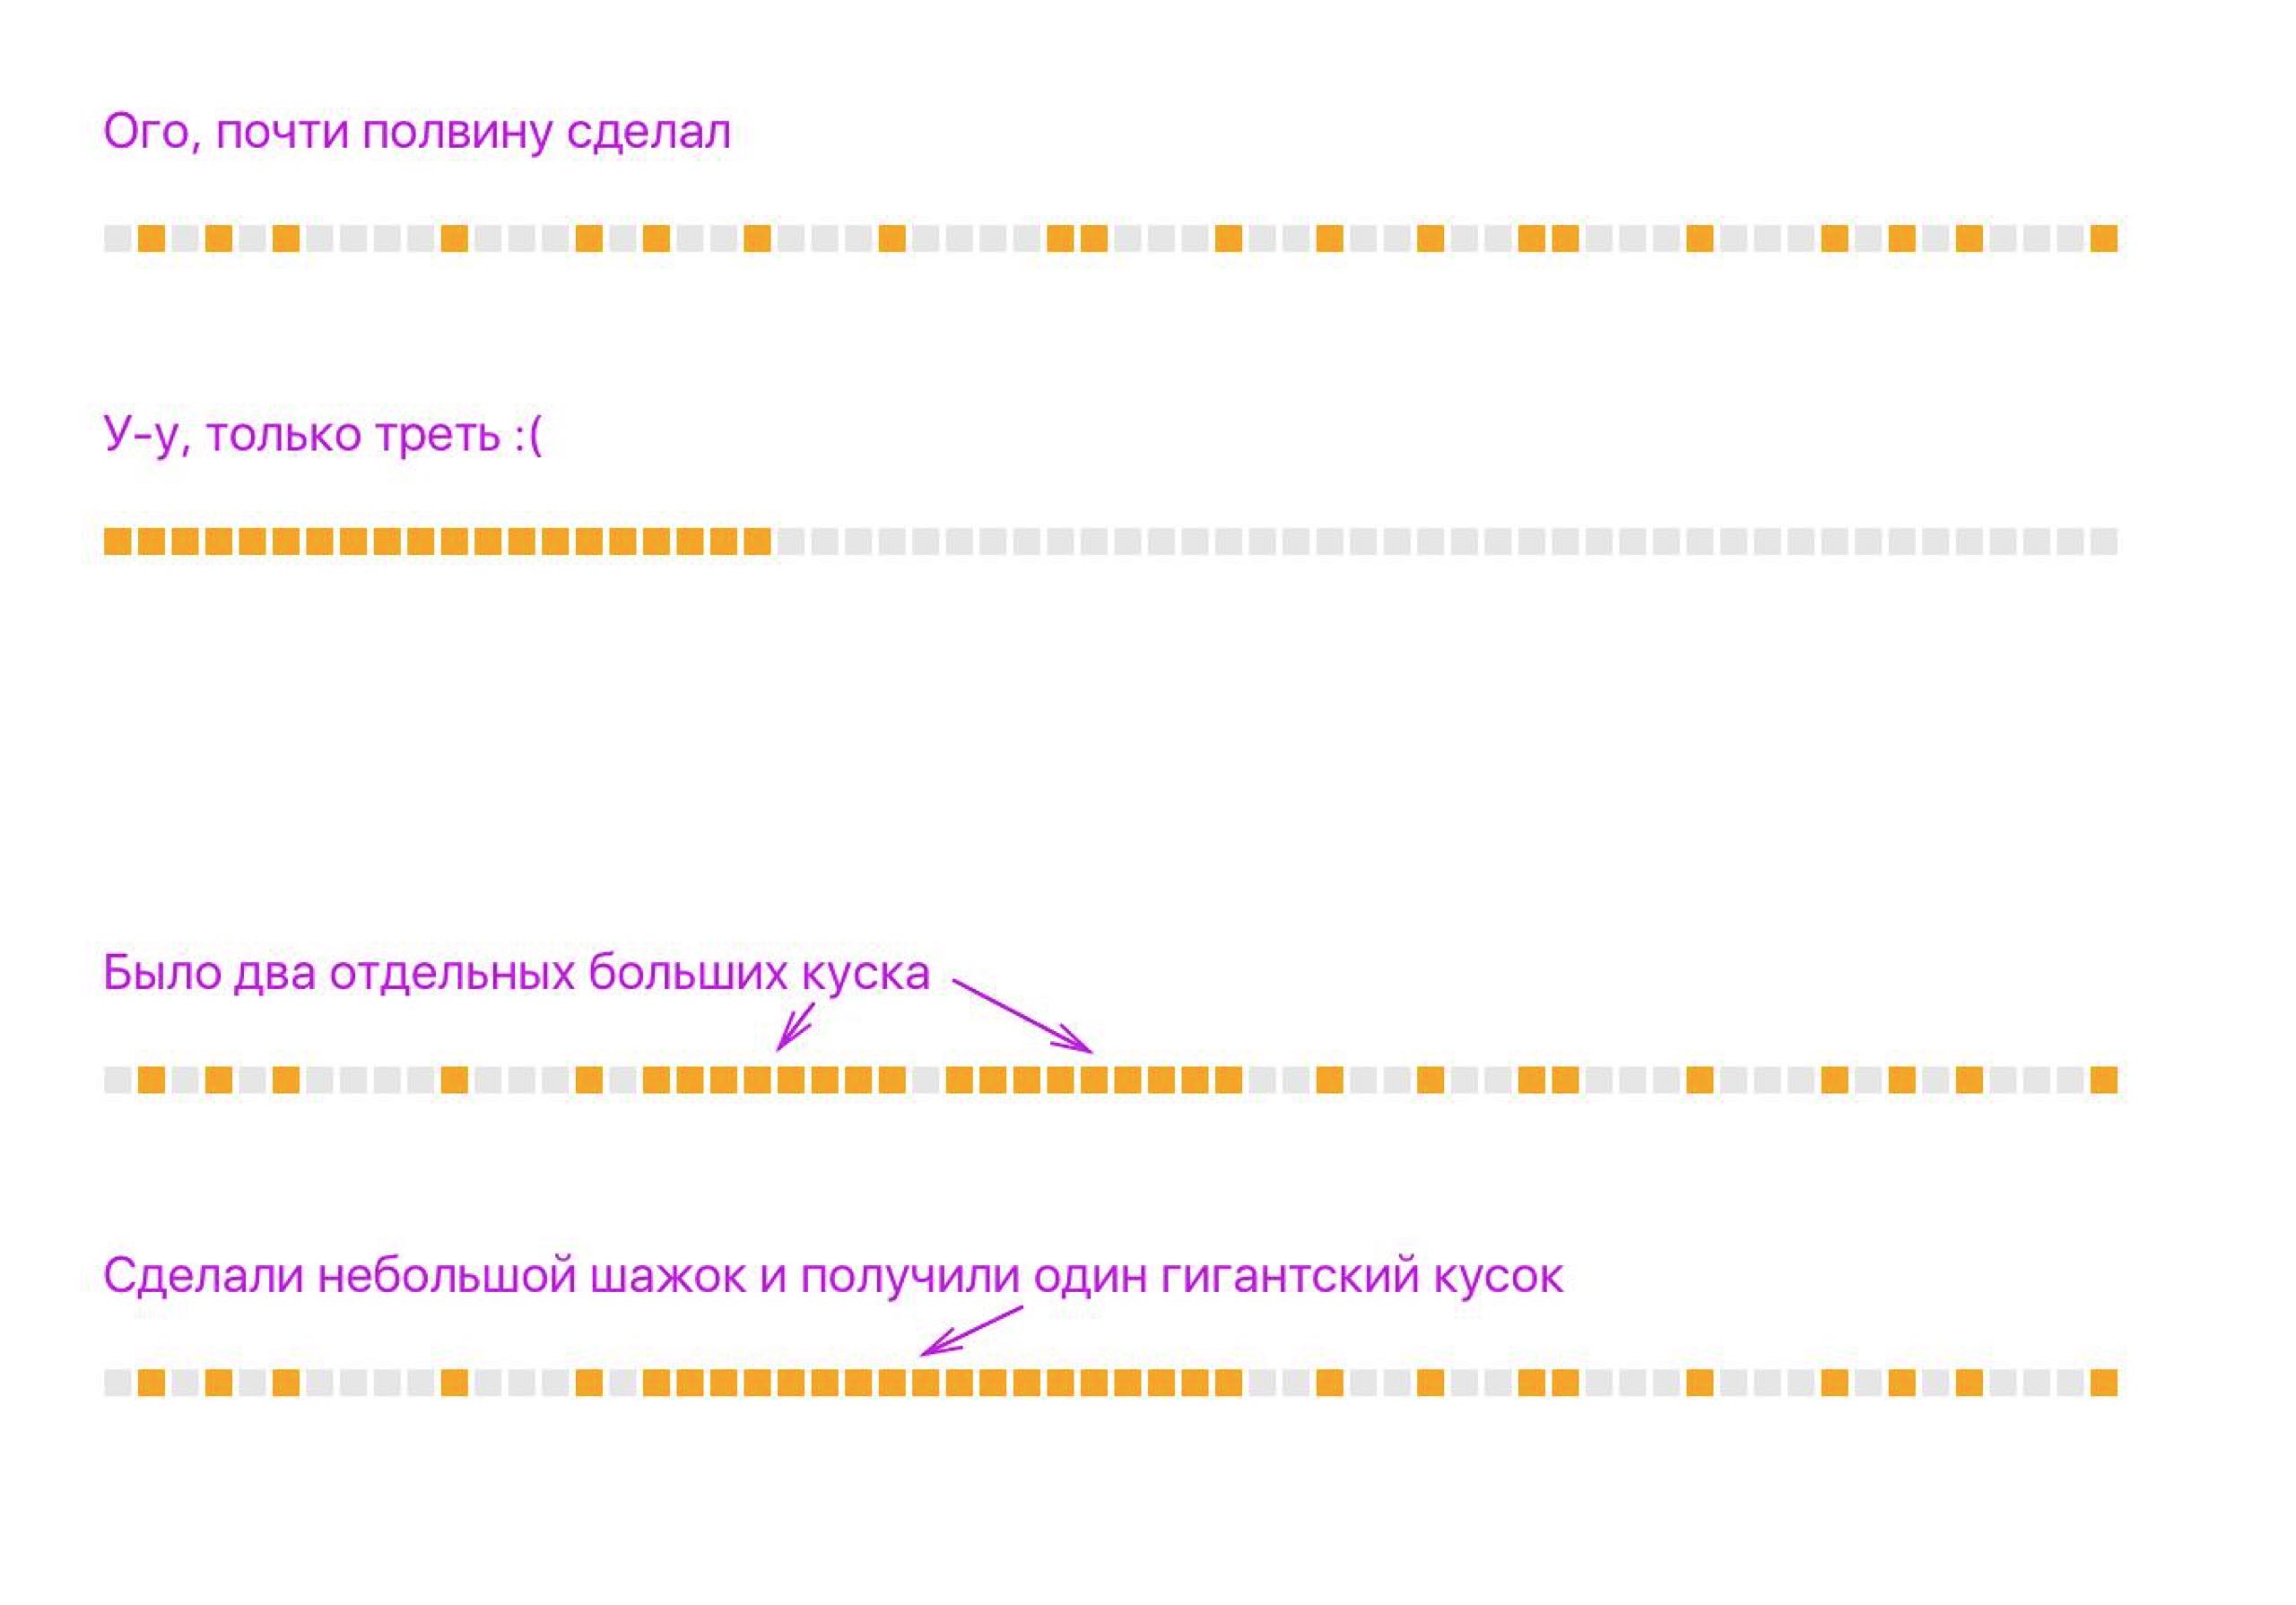 Ого, почти полвину сделал
У-у, только треть :(
Было два отдельных больших куска
Сделали небольшой шажок и получили один гигантский кусок